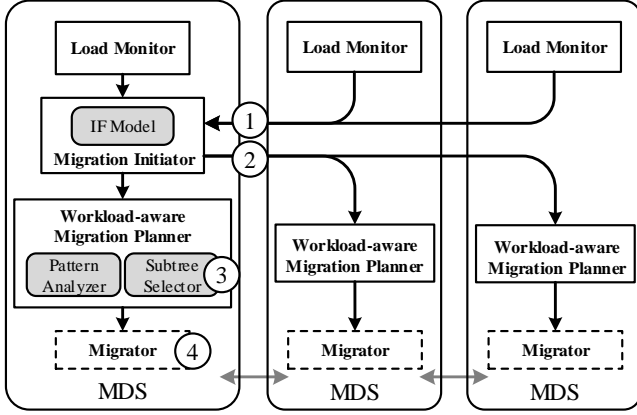 Load Monitor
Load Monitor
Load Monitor
IF Model
Migration Initiator
1
2
Workload-aware
Migration Planner
Pattern
Analyzer
Subtree
Selector
3
Workload-aware
Migration Planner
Workload-aware
Migration Planner
Migrator
4
Migrator
Migrator
MDS
MDS
MDS